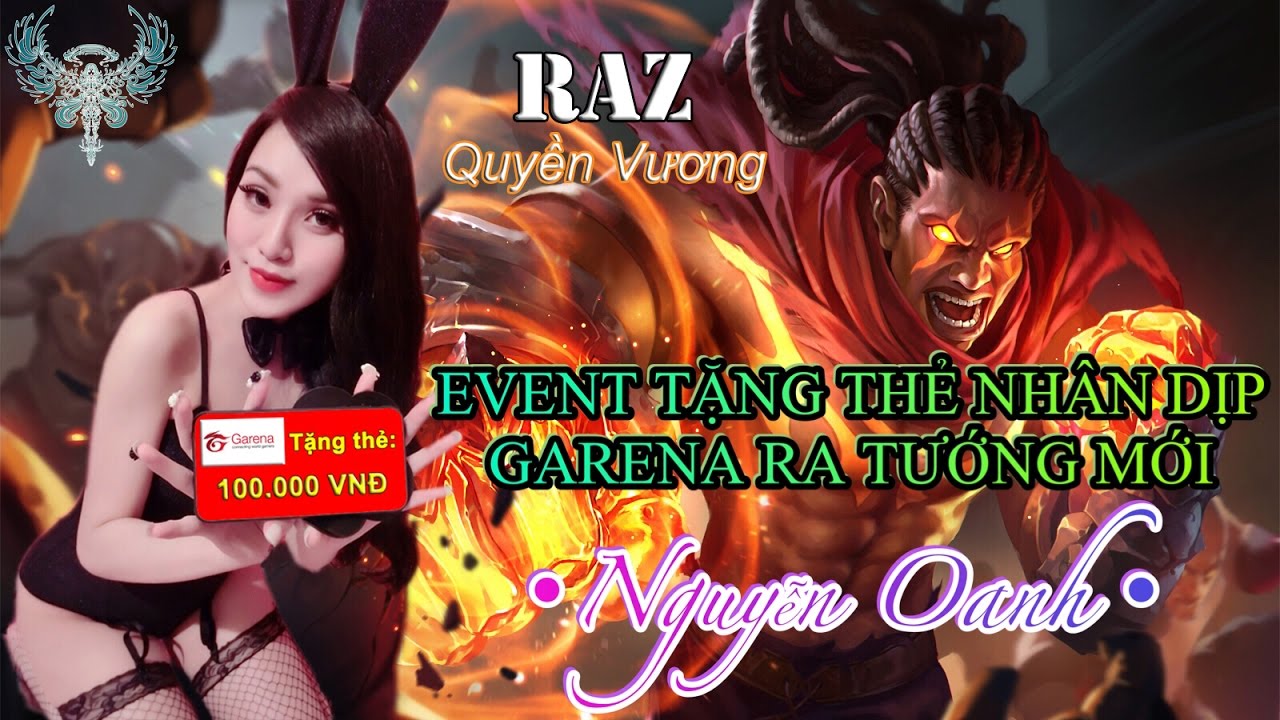 RAZ
Quyền Vương
EVENT TẶNG THẺ NHÂN DỊP
GARENA RA TƯỚNG MỚI
Garena
connecting world gamers
Tặng thẻ:
100.000 VNĐ
• Nguyễn Oanh •